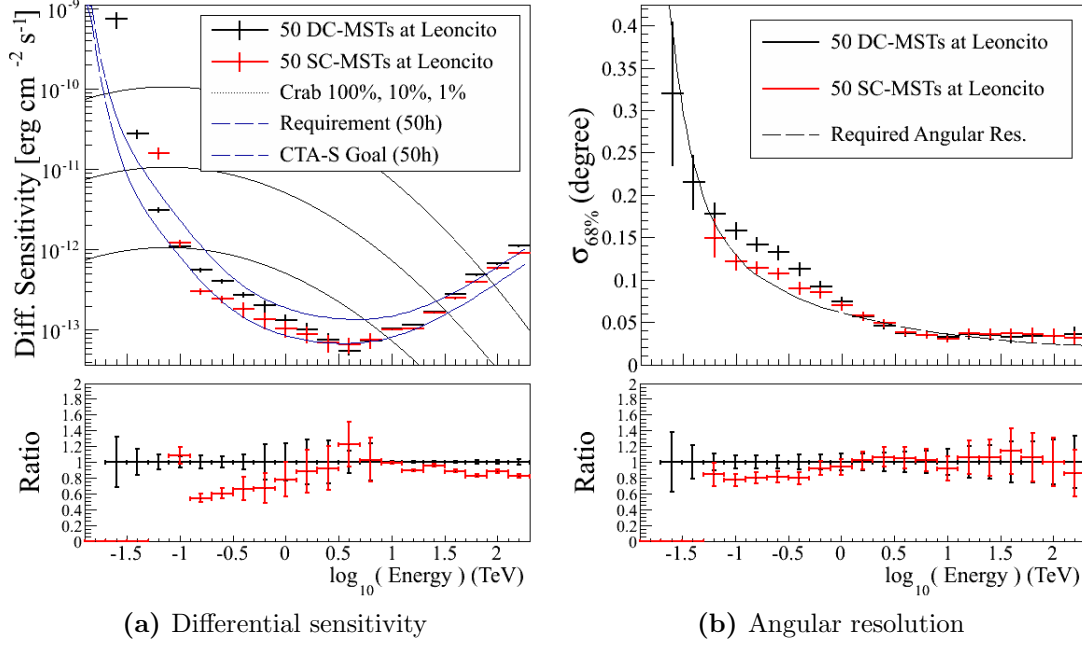 10-9
10-10
10-11
10-12
10-13
Diff. Sensitivity [erg cm -2 s-1]
50 DC-MSTs at Leoncito
50 SC-MSTs at Leoncito
Crab 100%, 10%, 1%
Requirement (50h)
CTA-S Goal (50h)
2
1.8
1.6
1.4
1.2
1
0.8
0.6
0.4
0.2
0
Ratio
-1.5 -1 -0.5 0 0.5 1 1.5 2
log10( Energy ) (TeV)
(a) Differential sensitivity
0.4
0.35
0.3
0.25
0.2
0.15
0.1
0.05
0
σ68% (degree)
50 DC-MSTs at Leoncito
50 SC-MSTs at Leoncito
Required Angular Res.
2
1.8
1.6
1.4
1.2
1
0.8
0.6
0.4
0.2
0
Ratio
-1.5 -1 -0.5 0 0.5 1 1.5 2
log10( Energy ) (TeV)
(b) Angular resolution